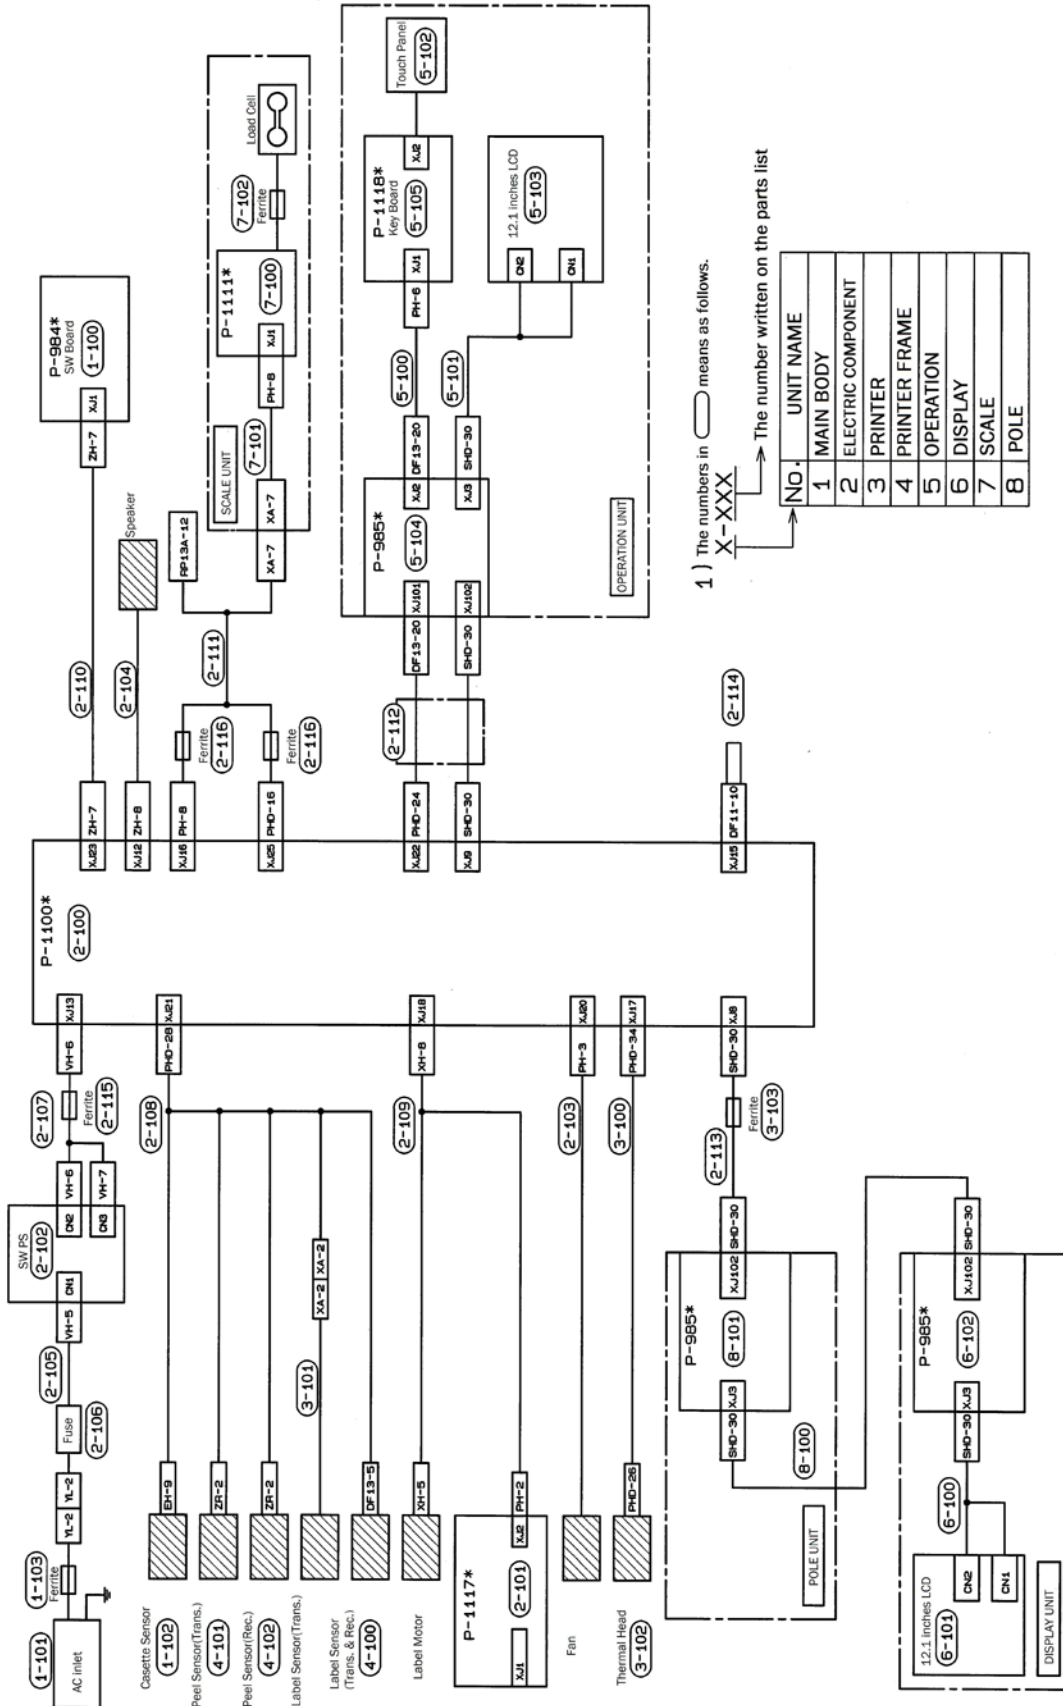 1-101
AC inlet
1-103
Ferrite
YL-2 YL-2
Fuse
2-106
2-105
VH-5 CN1
SW PS
2-102
CN2 VH-6
CN3 VH-7
2-107
Ferrite
2-115
VH-6 XJ13
P-1100*
2-100
Casette Sensor
1-102
EH-9
2-108
PHD-28 XJ21
Peel Sensor(Trans.)
4-101
ZR-2
Peel Sensor(Rec.)
4-102
ZR-2
Label Sensor(Trans.)
3-101
XA-2 XA-2
Label Sensor
(Trans. & Rec.)
4-100
DF13-5
Label Motor
XH-5
2-109
XH-8 XJ18
P-1117*
2-101
XJ1
XJ2 PH-2
Fan
2-103
PH-3 XJ20
Thermal Head
3-102
PHD-26
3-100
PHD-34 XJ17
SHD-30 XJ8
Ferrite
3-103
2-113
XJ102 SHD-30
P-985*
8-101
SHD-30 XJ3
8-100
POLE UNIT
XJ102 SHD-30
P-985*
6-102
SHD-30 XJ3
6-100
12.1 inches LCD
6-101
CN2
CN1
DISPLAY UNIT
XJ23 ZH-7
2-110
ZH-7 XJ1
P-984*
SW Board
1-100
XJ12 ZH-8
2-104
Speaker
XJ16 PH-8
Ferrite
2-116
XJ25 PHD-16
Ferrite
2-116
2-111
RP13A-12
XA-7 XA-7
SCALE UNIT
7-101
PH-8 XJ1
P-1111*
7-100
7-102
Ferrite
Load Cell
XJ22 PHD-24
2-112
DF13-20 XJ101
XJ9 SHD-30
SHD-30 XJ102
P-985*
5-104
XJ2 DF13-20
XJ3 SHD-30
5-100
5-101
PH-6 XJ1
P-1118*
Key Board
5-105
XJ2
Touch Panel
5-102
12.1 inches LCD
5-103
CN2
CN1
OPERATION UNIT
XJ15 DF11-10
2-114
1) The numbers in means as follows.
X-XXX The number written on the parts list
No. UNIT NAME
1 MAIN BODY
2 ELECTRIC COMPONENT
3 PRINTER
4 PRINTER FRAME
5 OPERATION
6 DISPLAY
7 SCALE
8 POLE